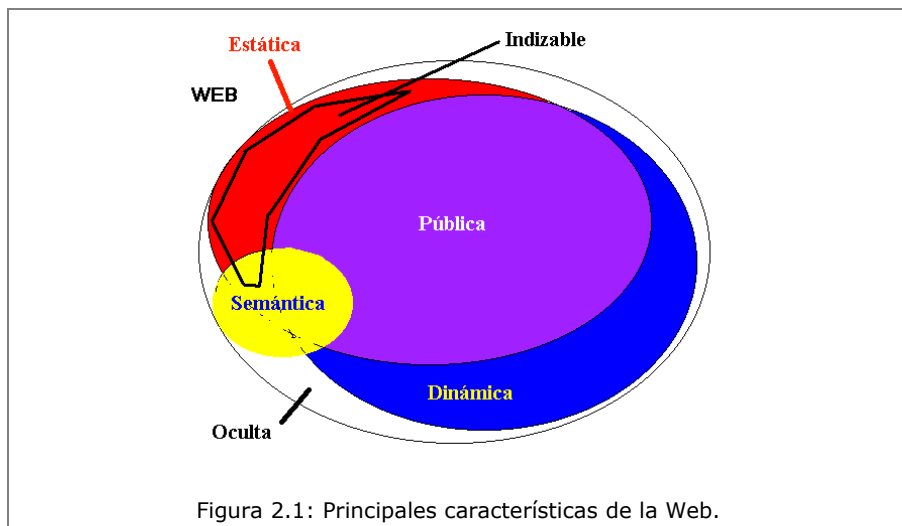 Indizable
Estática
WEB
Pública
Semántica
Dinámica
Oculta
Figura 2.1: Principales características de la Web.